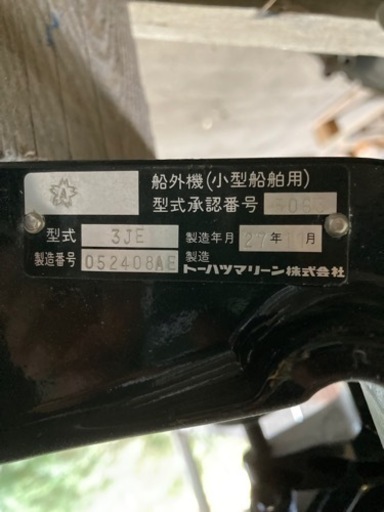 船外機(小型船舶用)
型式承認番号
型式 3JE 製造年月 27年 月
製造番号 052408AE 製造 トーハツマリーン株式会社